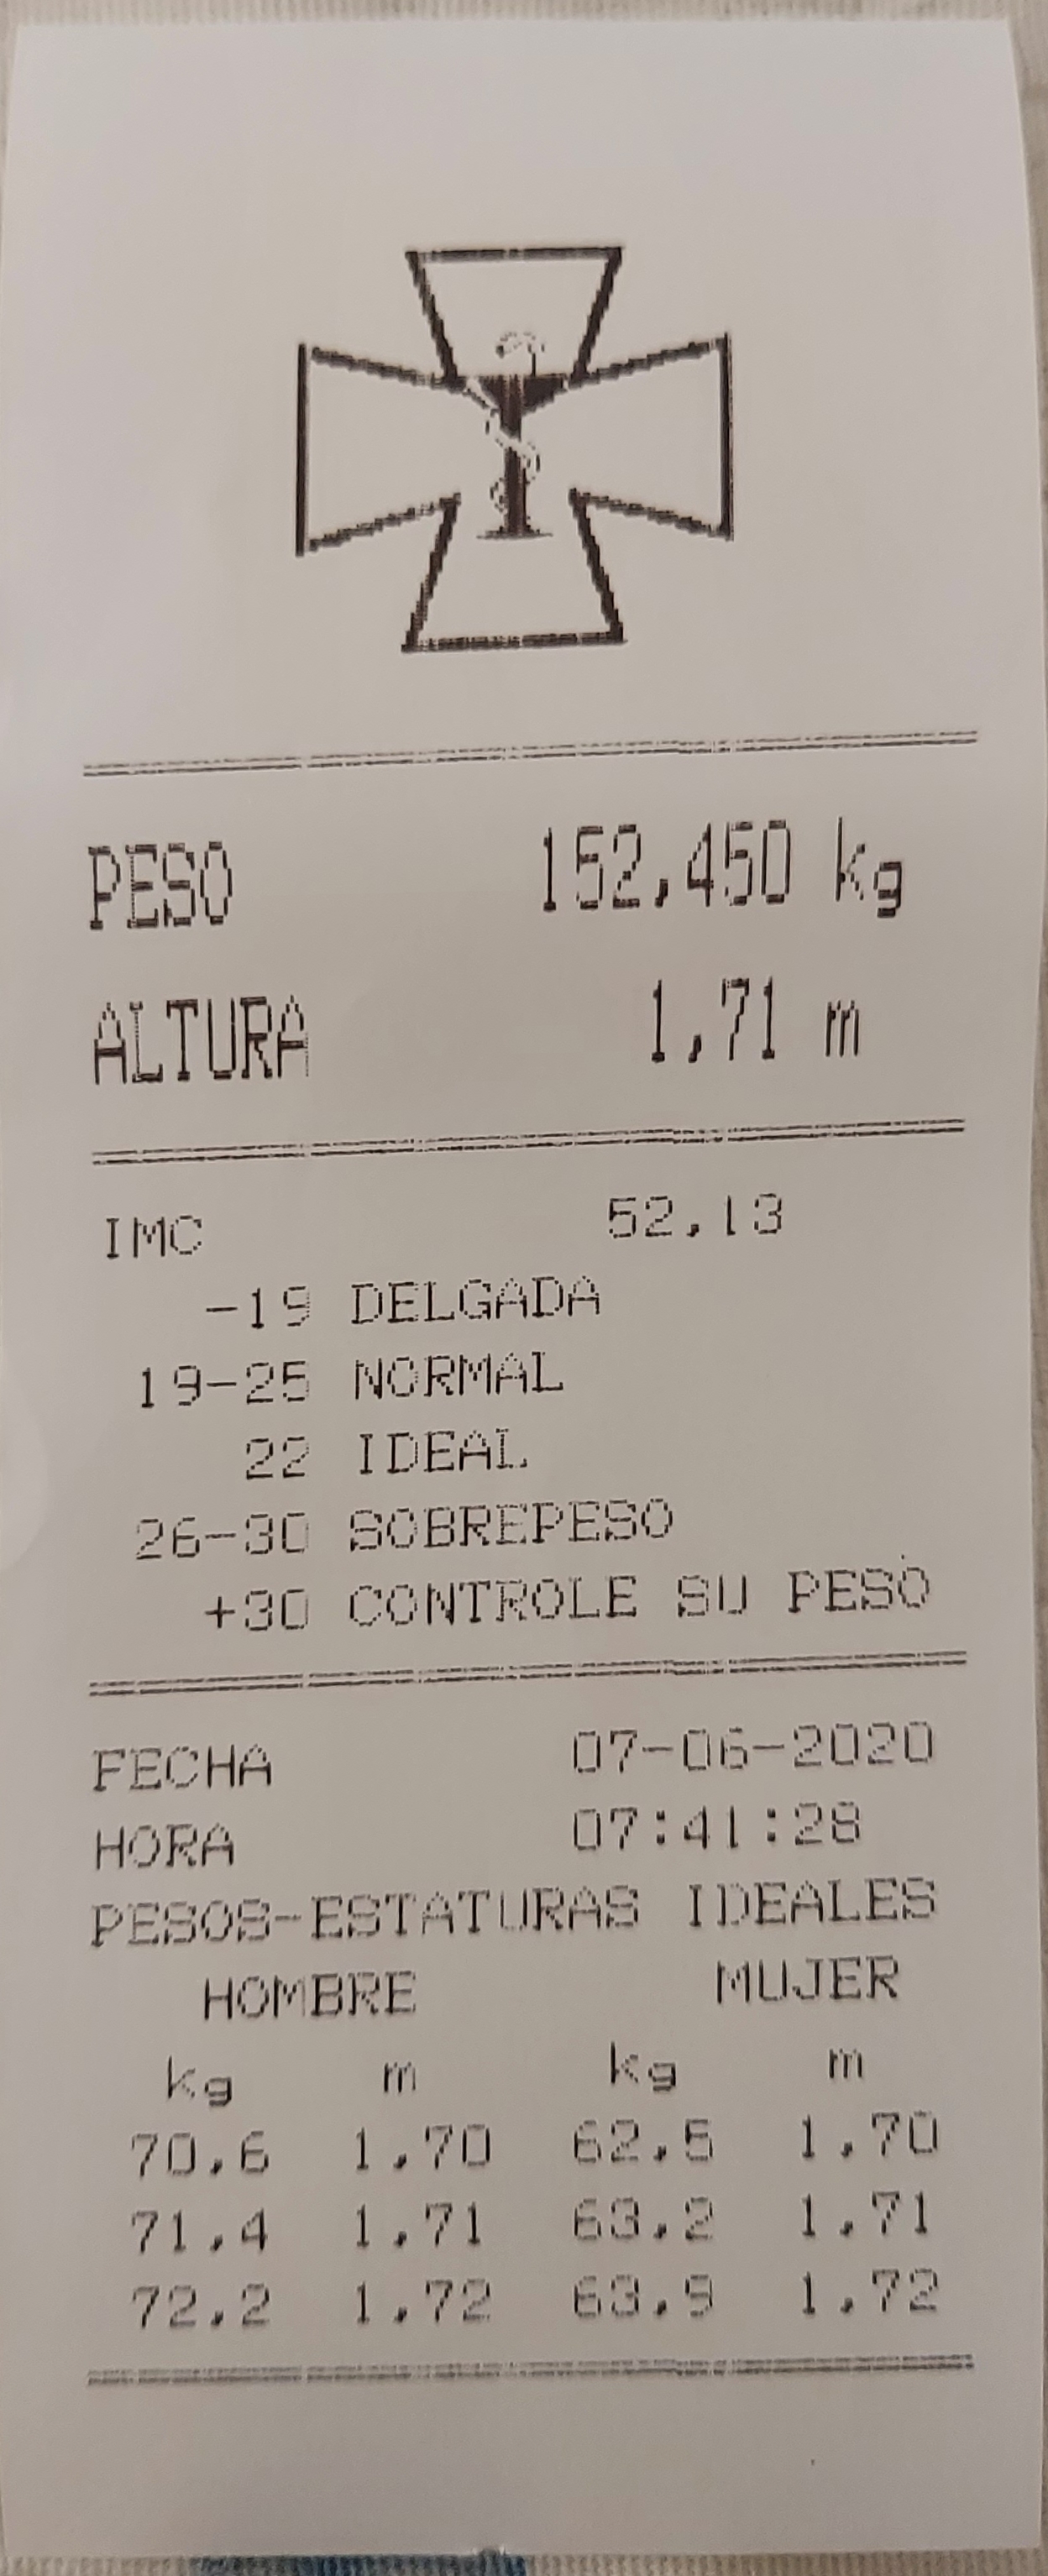 PESO 152,450 kg
ALTURA 1,71 m
IMC 52,13
-19 DELGADA
19-25 NORMAL
22 IDEAL
26-30 SOBREPESO
+30 CONTROLE SU PESO
FECHA 07-06-2020
HORA 07:41:28
PESOS-ESTATURAS IDEALES
HOMBRE MUJER
kg m kg m
70,6 1,70 62,5 1,70
71,4 1,71 63,2 1,71
72,2 1,72 63,9 1,72